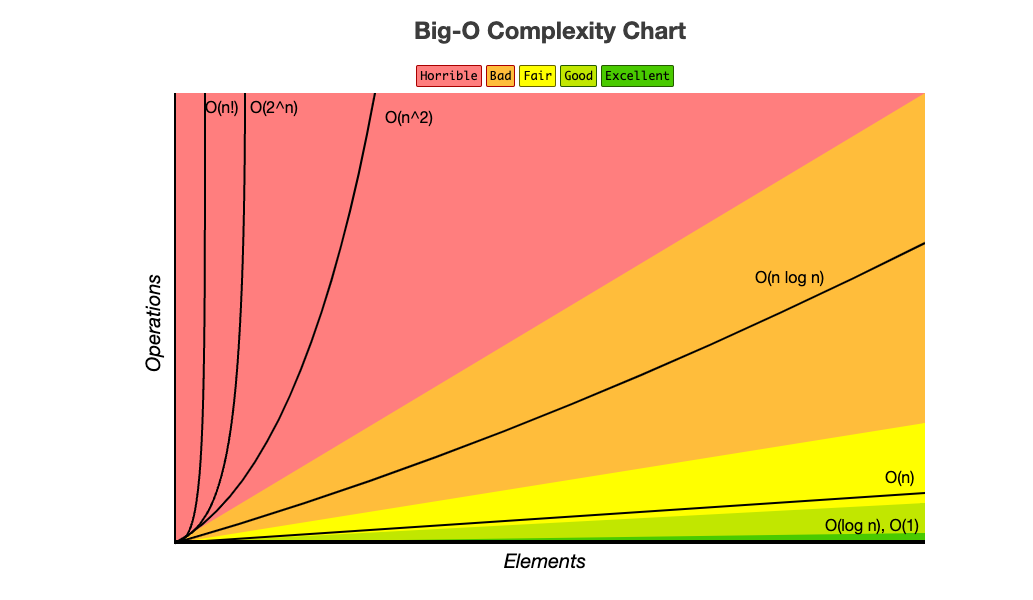 Big-O Complexity Chart
Horrible Bad Fair Good Excellent
O(n!) O(2^n)
O(n^2)
O(n log n)
O(n)
O(log n), O(1)
Operations
Elements